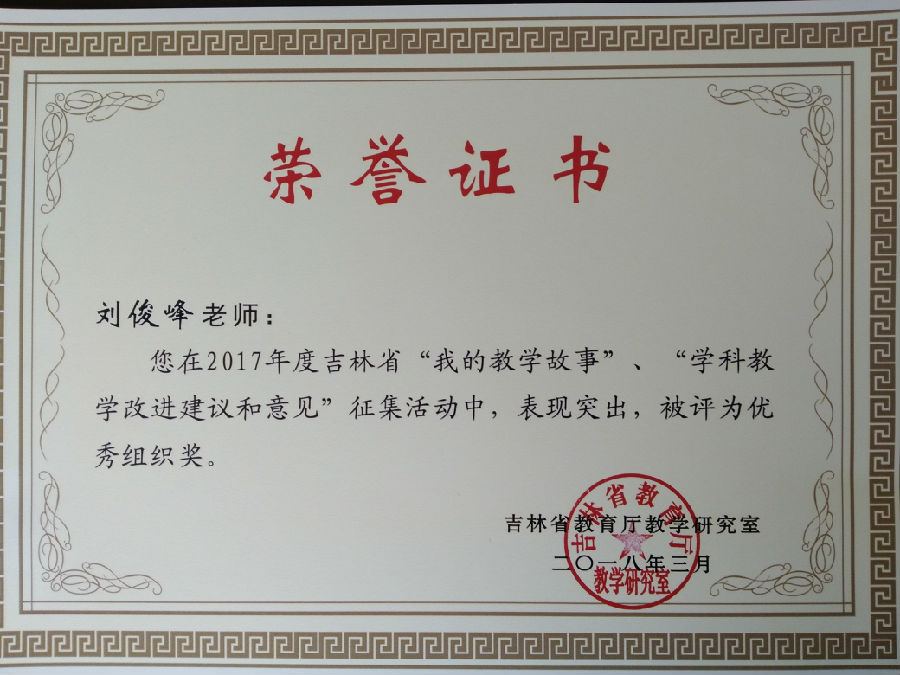 荣誉证书
刘俊峰老师：
您在2017年度吉林省“我的教学故事”、“学科教
学改进建议和意见”征集活动中，表现突出，被评为优
秀组织奖。
吉林省教育厅教学研究室
二〇一八年三月
吉林省教育厅
教学研究室